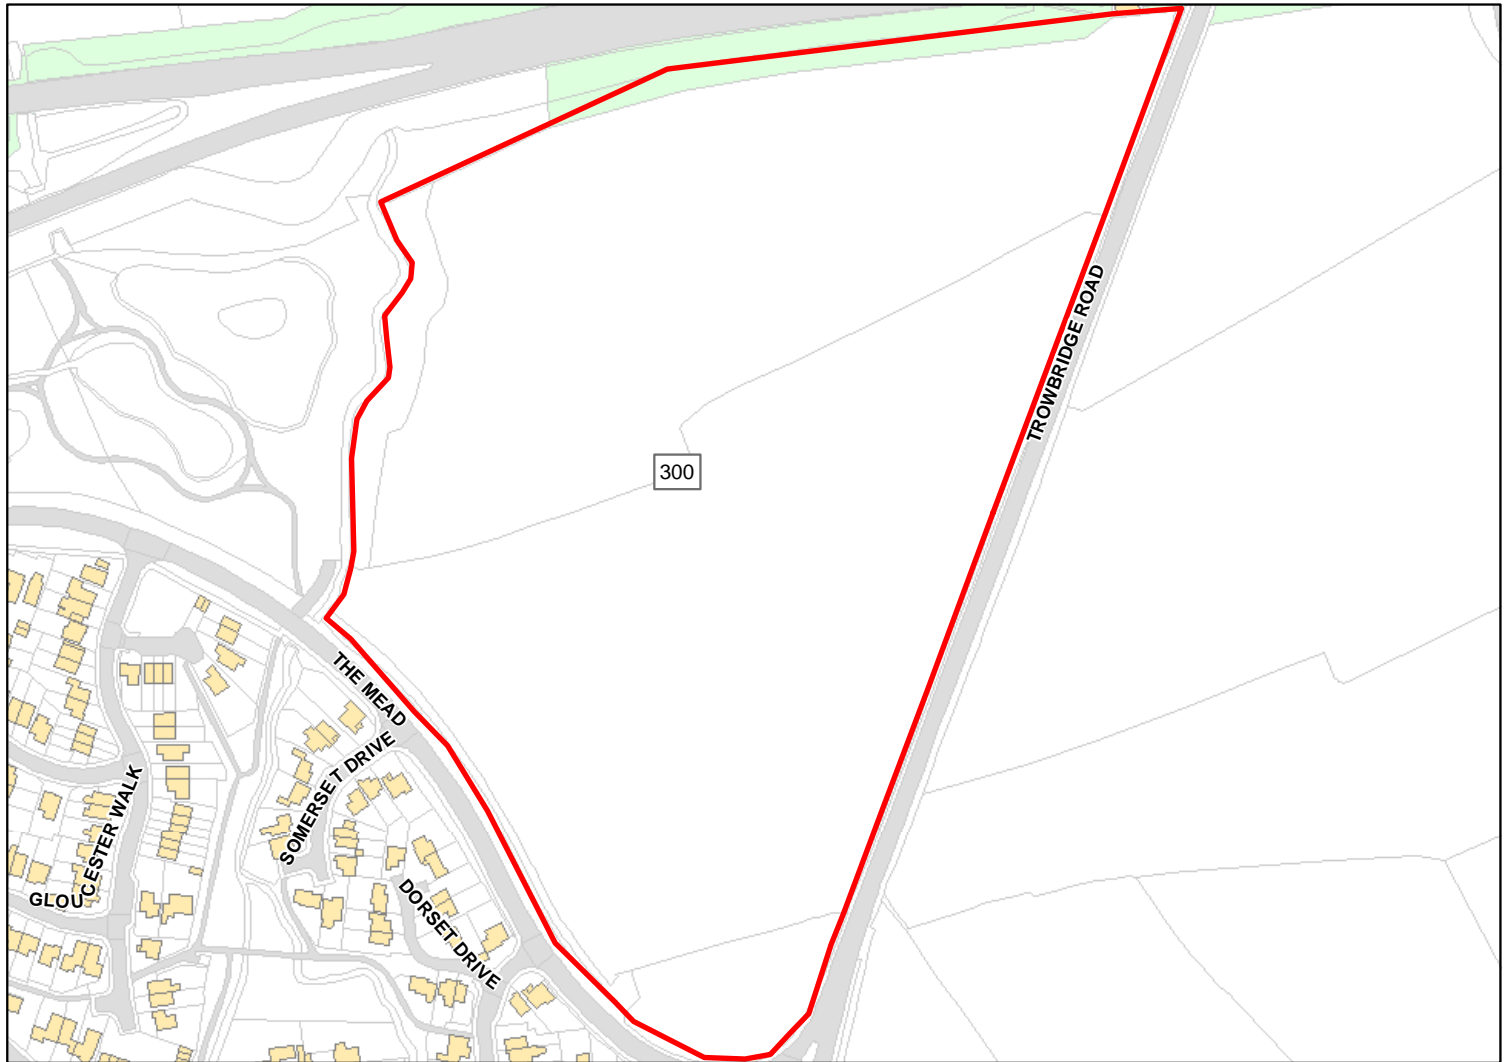 TROWBRIDGE ROAD
300
THE MEAD
SOMERSET DRIVE
GLOUCESTER WALK
DORSET DRIVE